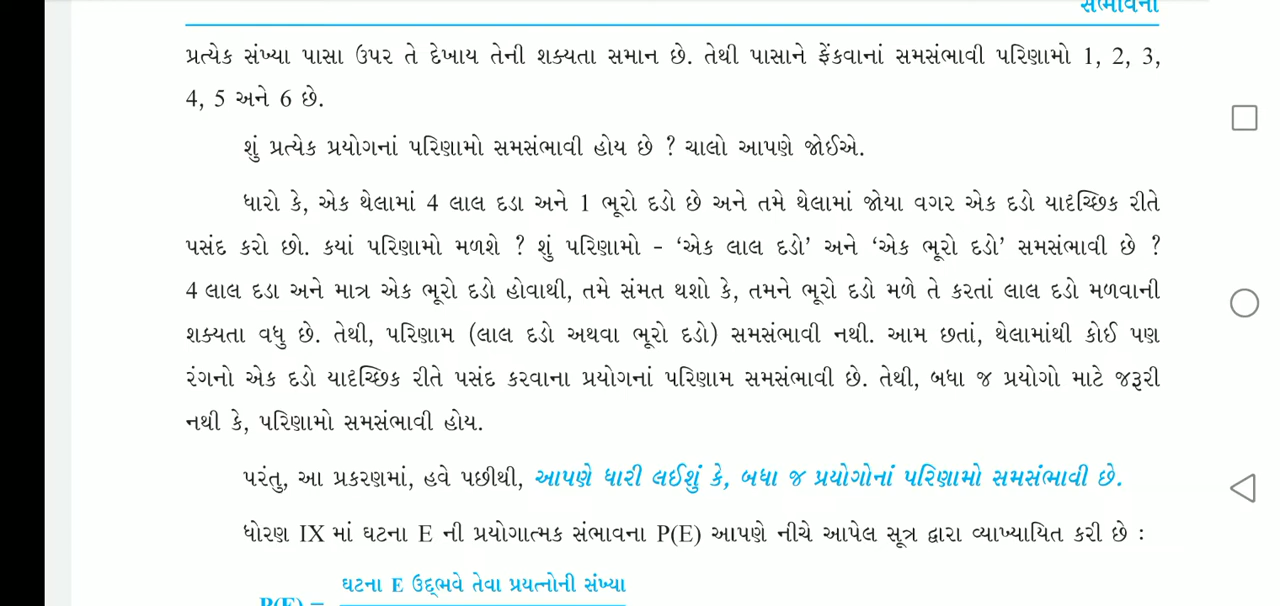 સંભાવના
પ્રત્યેક સંખ્યા પાસા ઉપર તે દેખાય તેની શક્યતા સમાન છે. તેથી પાસાને ફેંકવાનાં સમસંભાવી પરિણામો 1, 2, 3,
4, 5 અને 6 છે.
શું પ્રત્યેક પ્રયોગનાં પરિણામો સમસંભાવી હોય છે ? ચાલો આપણે જોઈએ.
ધારો કે, એક થેલામાં 4 લાલ દડા અને 1 ભૂરો દડો છે અને તમે થેલામાં જોયા વગર એક દડો યાદૃચ્છિક રીતે
પસંદ કરો છો. કયાં પરિણામો મળશે ? શું પરિણામો - ‘એક લાલ દડો’ અને ‘એક ભૂરો દડો’ સમસંભાવી છે ?
4 લાલ દડા અને માત્ર એક ભૂરો દડો હોવાથી, તમે સંમત થશો કે, તમને ભૂરો દડો મળે તે કરતાં લાલ દડો મળવાની
શક્યતા વધુ છે. તેથી, પરિણામ (લાલ દડો અથવા ભૂરો દડો) સમસંભાવી નથી. આમ છતાં, થેલામાંથી કોઈ પણ
રંગનો એક દડો યાદૃચ્છિક રીતે પસંદ કરવાના પ્રયોગનાં પરિણામ સમસંભાવી છે. તેથી, બધા જ પ્રયોગો માટે જરૂરી
નથી કે, પરિણામો સમસંભાવી હોય.
પરંતુ, આ પ્રકરણમાં, હવે પછીથી, આપણે ધારી લઈશું કે, બધા જ પ્રયોગોનાં પરિણામો સમસંભાવી છે.
ધોરણ IX માં ઘટના E ની પ્રયોગાત્મક સંભાવના P(E) આપણે નીચે આપેલ સૂત્ર દ્વારા વ્યાખ્યાયિત કરી છે :
ઘટના E ઉદ્ભવે તેવા પ્રયત્નોની સંખ્યા
P(E) =